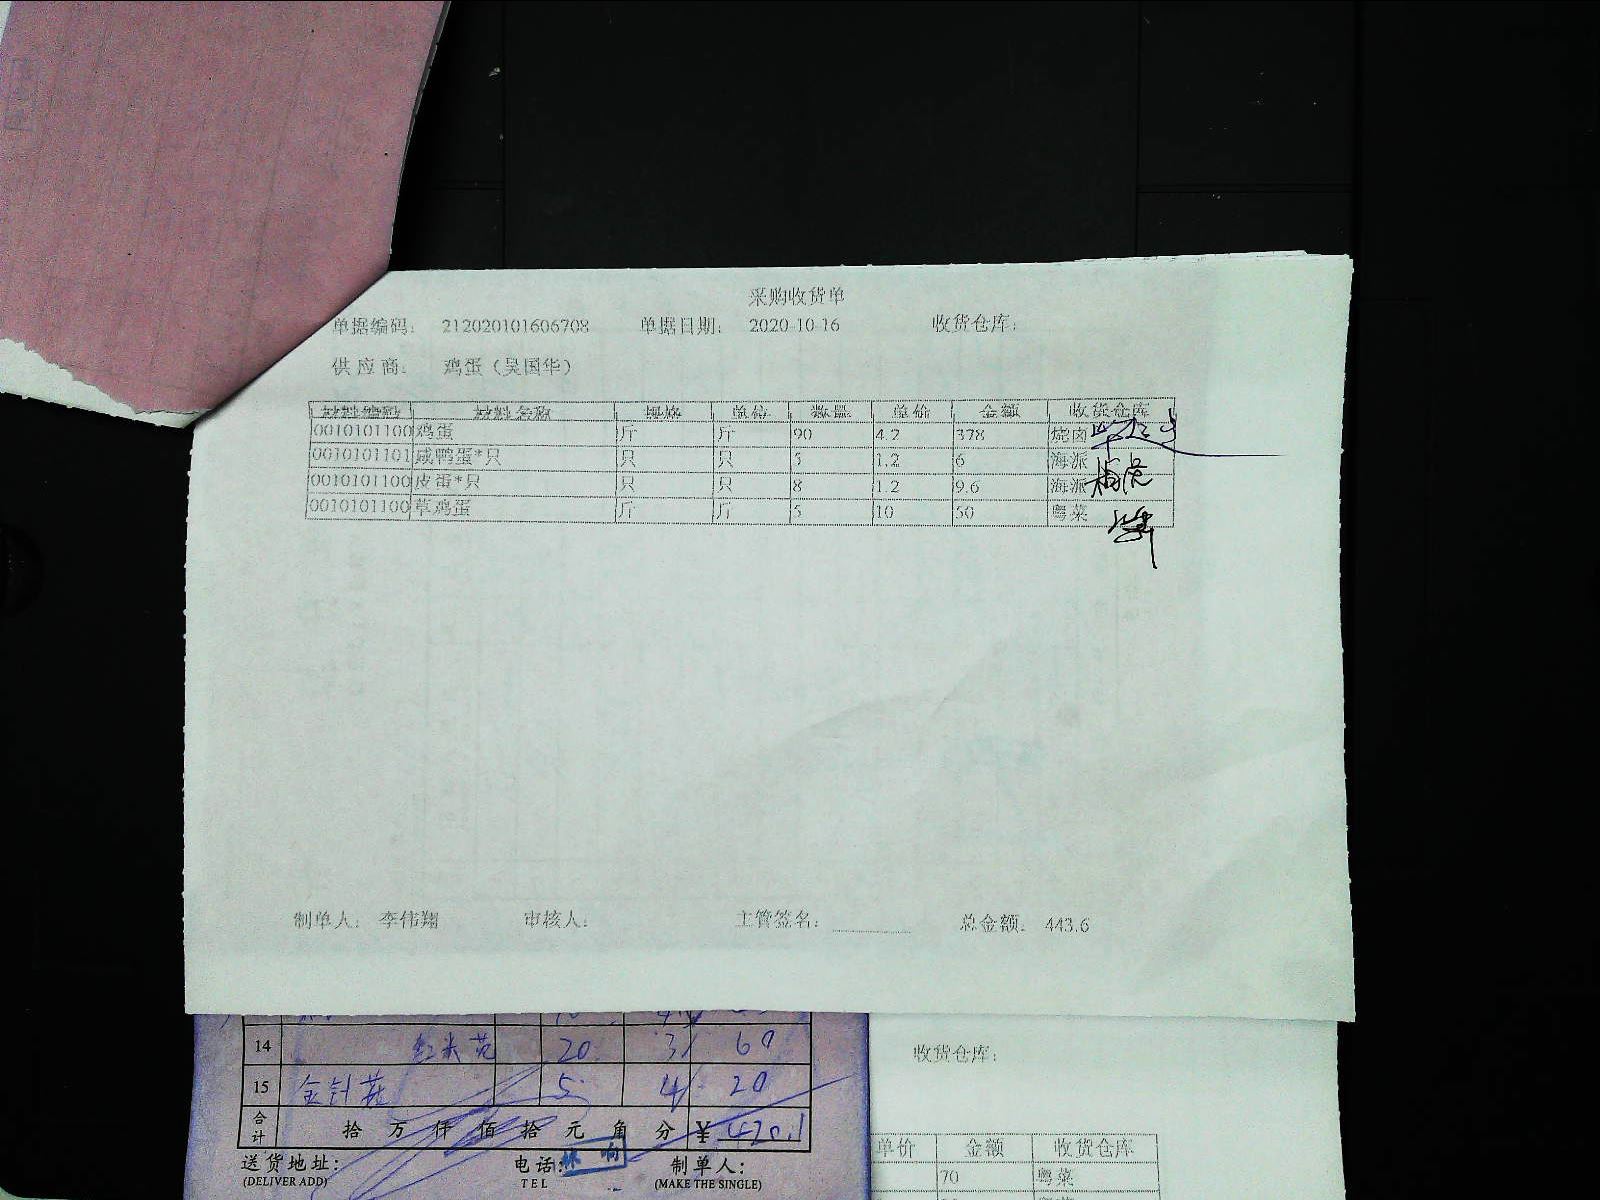 采购收货单
单据编码： 212020101606708 单据日期： 2020-10-16 收货仓库：
供 应 商： 鸡蛋（吴国华）
材料编码 材料名称 规格 单位 数量 单价 金额 收货仓库
0010101100 鸡蛋 斤 斤 90 4.2 378 烧卤
0010101101 咸鸭蛋*只 只 只 5 1.2 6 海派
0010101100 皮蛋*只 只 只 8 1.2 9.6 海派
0010101100 草鸡蛋 斤 斤 5 10 50 粤菜
制单人： 李伟翔 审核人： 主管签名： 总金额： 443.6
14 红米苋 20 3 60
15 金针菇 5 4 20
合计 拾 万 仟 佰 拾 元 角 分 ¥ 420.1
送货地址： 电话： 制单人：
(DELIVER ADD) TEL (MAKE THE SINGLE)
收货仓库：
单价 金额 收货仓库
70 粤菜